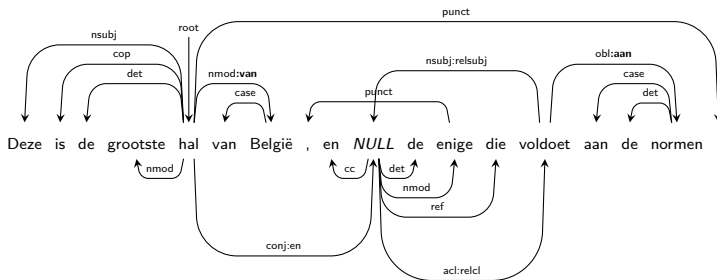 punct
root
nsubj
cop
nsubj:relsubj
obl:aan
det
nmod:van
case
case
punct
det
Deze is de grootste hal van België , en NULL de enige die voldoet aan de normen
nmod
cc
det
nmod
ref
conj:en
acl:relcl